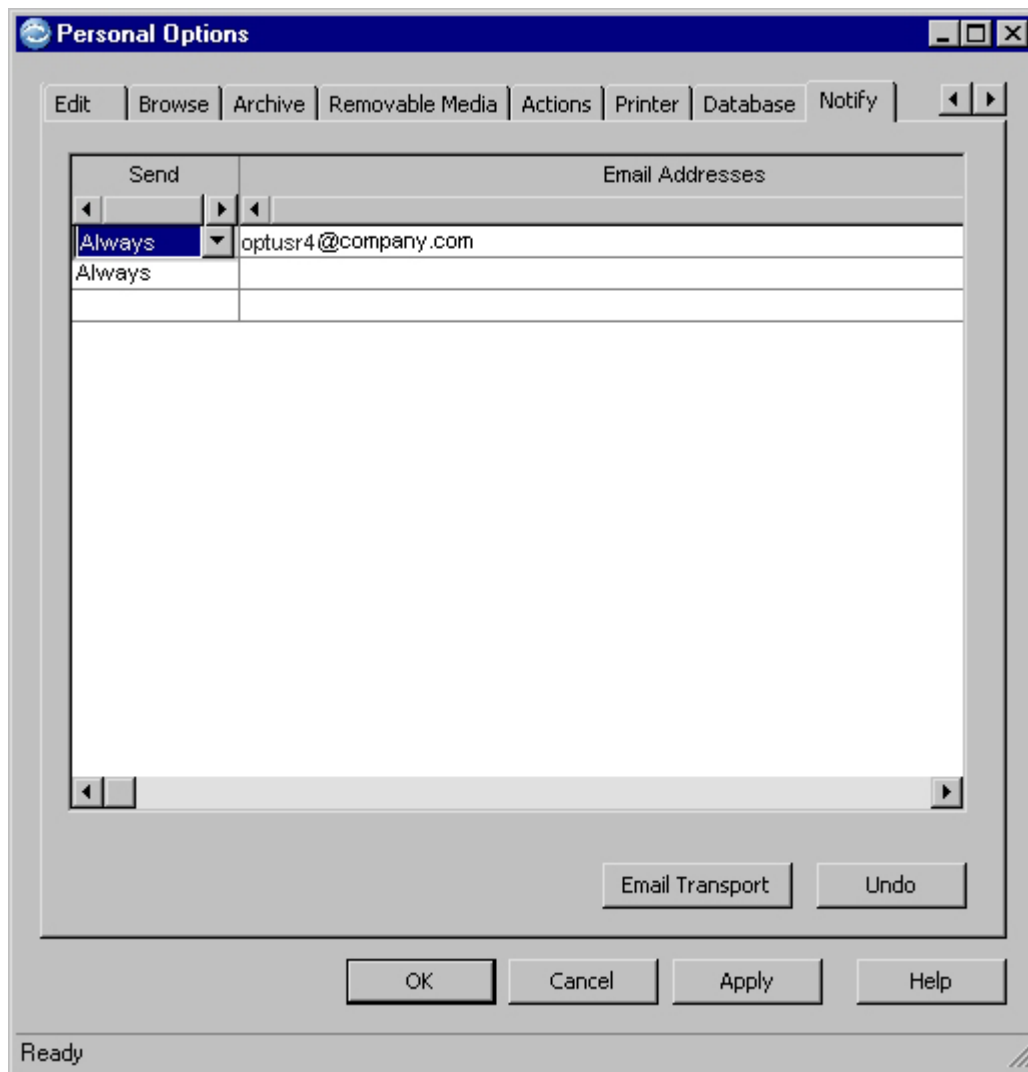 Personal Options
Edit Browse Archive Removable Media Actions Printer Database Notify
Send Email Addresses
Always optusr4@company.com
Always
Email Transport Undo
OK Cancel Apply Help
Ready